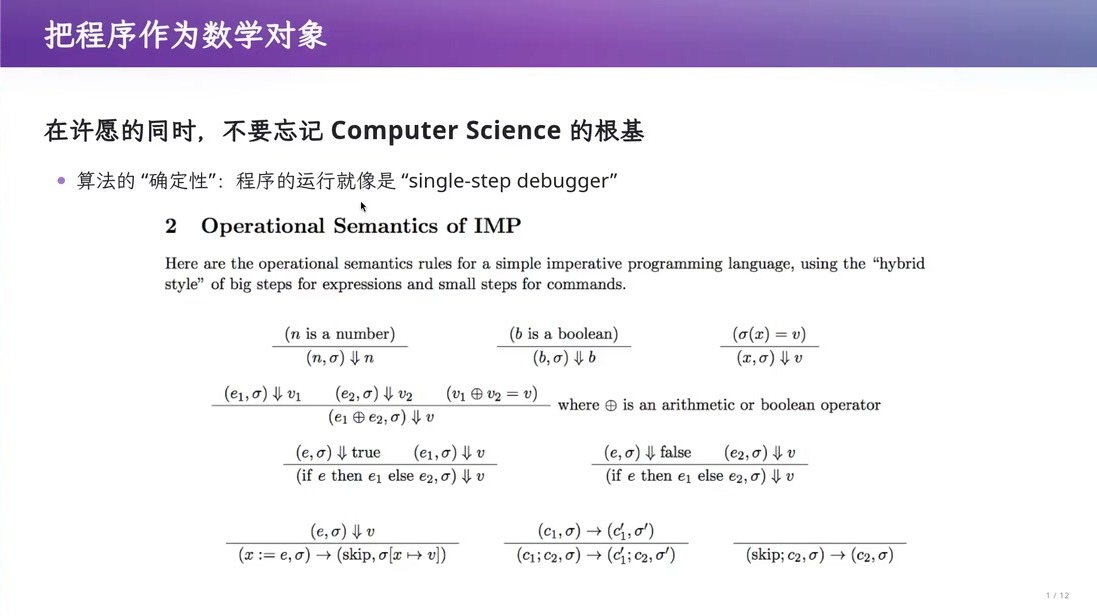 把程序作为数学对象
在许愿的同时，不要忘记 Computer Science 的根基
算法的 “确定性”：程序的运行就像是 “single-step debugger”
2 Operational Semantics of IMP
Here are the operational semantics rules for a simple imperative programming language, using the “hybrid
style” of big steps for expressions and small steps for commands.
(n is a number) (b is a boolean) (σ(x) = v)
(n, σ) ⇓ n (b, σ) ⇓ b (x, σ) ⇓ v
(e₁, σ) ⇓ v₁ (e₂, σ) ⇓ v₂ (v₁ ⊕ v₂ = v)
(e₁ ⊕ e₂, σ) ⇓ v where ⊕ is an arithmetic or boolean operator
(e, σ) ⇓ true (e₁, σ) ⇓ v (e, σ) ⇓ false (e₂, σ) ⇓ v
(if e then e₁ else e₂, σ) ⇓ v (if e then e₁ else e₂, σ) ⇓ v
(e, σ) ⇓ v (c₁, σ) → (c₁′, σ′)
(x := e, σ) → (skip, σ[x ↦ v]) (c₁; c₂, σ) → (c₁′; c₂, σ′) (skip; c₂, σ) → (c₂, σ)
1 / 12